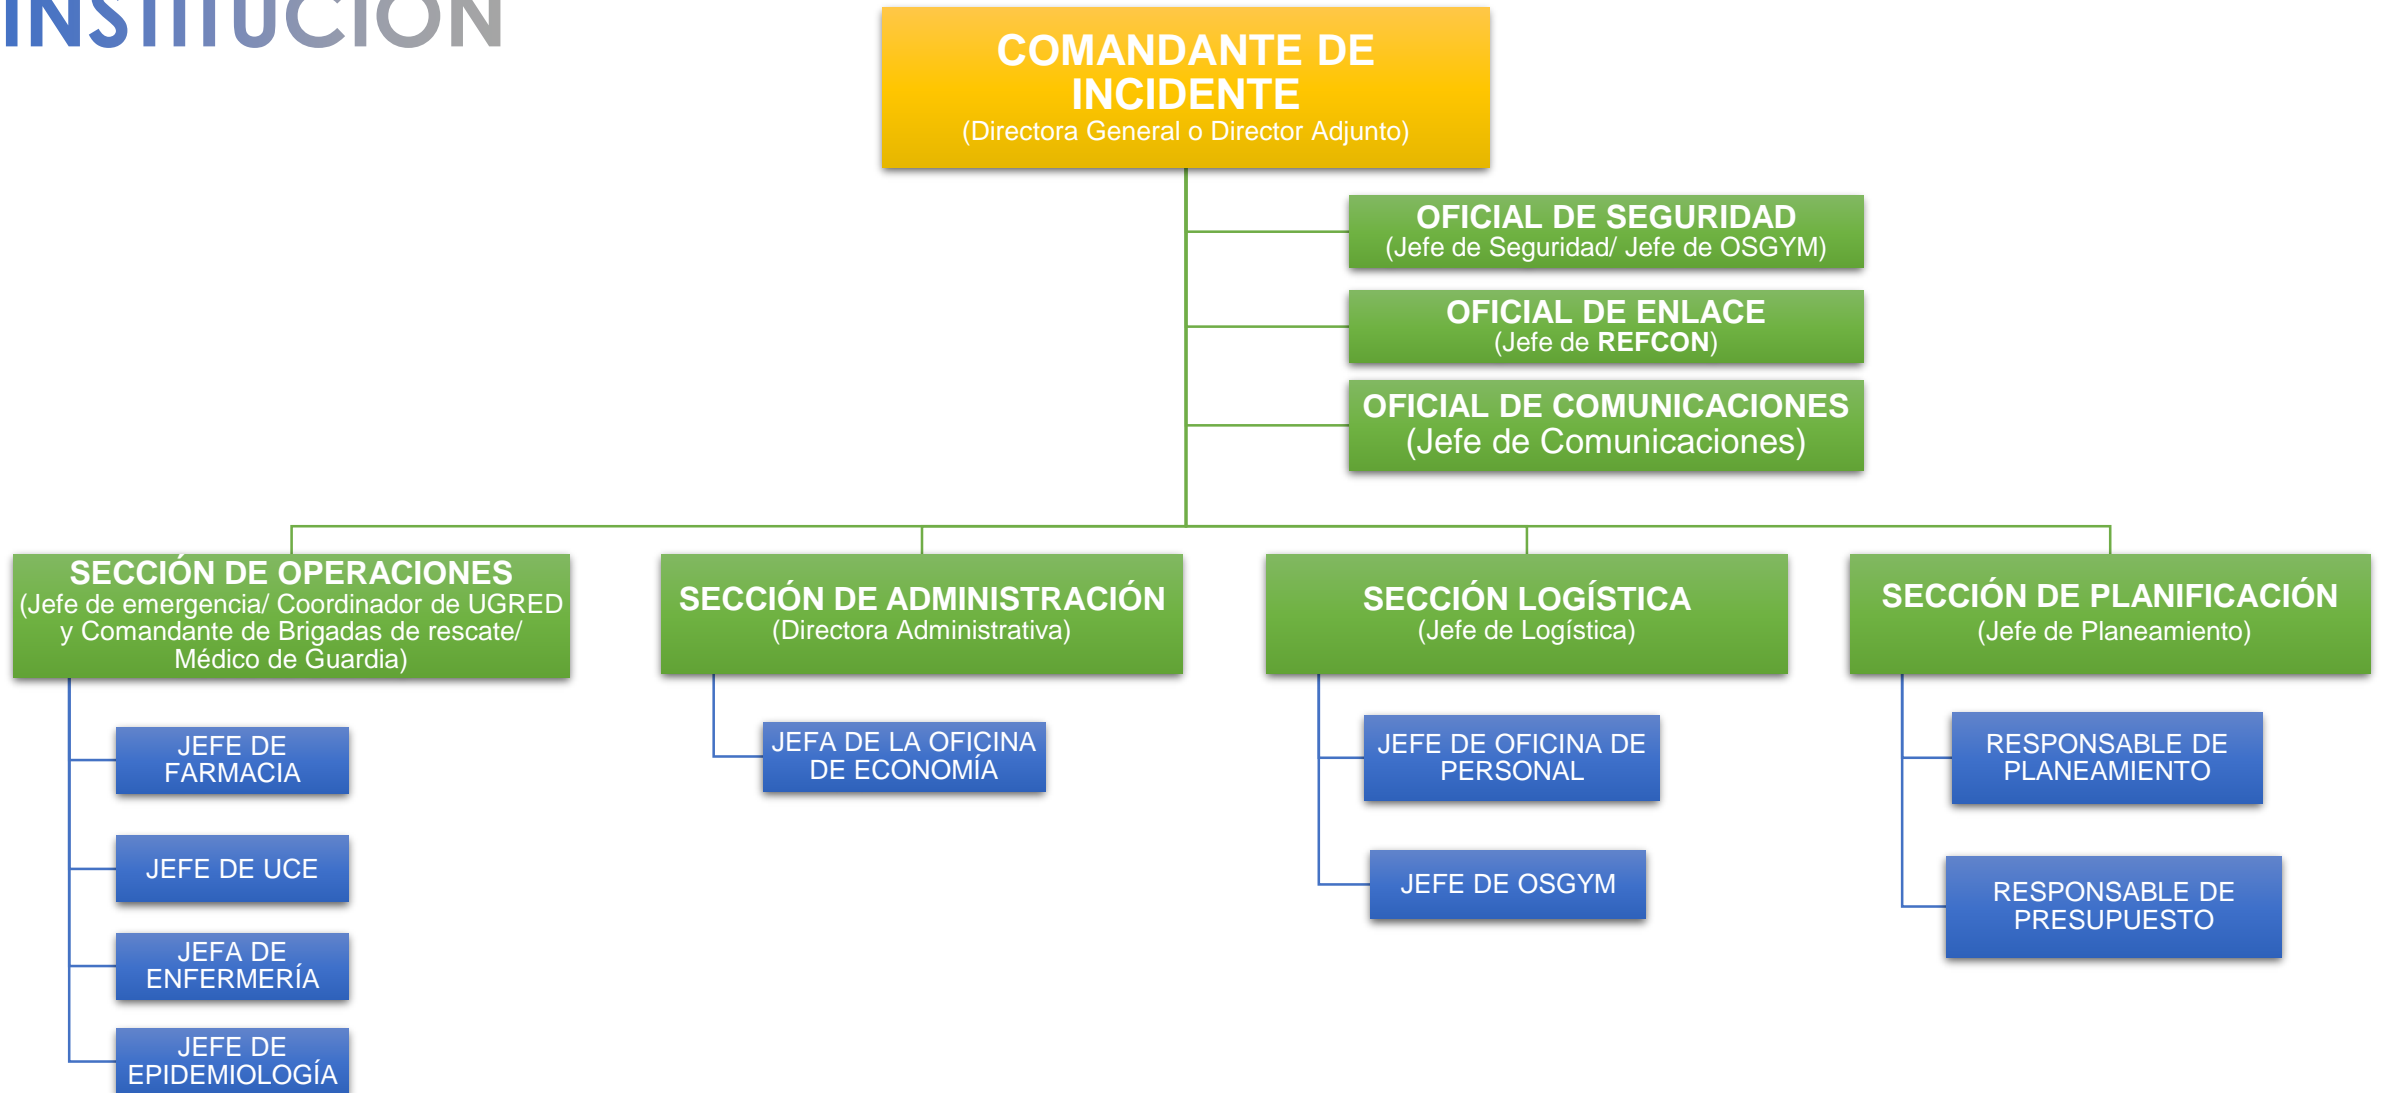 INSTITUCIÓN
COMANDANTE DE
INCIDENTE
(Directora General o Director Adjunto)
OFICIAL DE SEGURIDAD
(Jefe de Seguridad/ Jefe de OSGYM)
OFICIAL DE ENLACE
(Jefe de REFCON)
OFICIAL DE COMUNICACIONES
(Jefe de Comunicaciones)
SECCIÓN DE OPERACIONES
(Jefe de emergencia/ Coordinador de UGRED
y Comandante de Brigadas de rescate/
Médico de Guardia)
JEFE DE
FARMACIA
JEFE DE UCE
JEFA DE
ENFERMERÍA
JEFE DE
EPIDEMIOLOGÍA
SECCIÓN DE ADMINISTRACIÓN
(Directora Administrativa)
JEFA DE LA OFICINA
DE ECONOMÍA
SECCIÓN LOGÍSTICA
(Jefe de Logística)
JEFE DE OFICINA DE
PERSONAL
JEFE DE OSGYM
SECCIÓN DE PLANIFICACIÓN
(Jefe de Planeamiento)
RESPONSABLE DE
PLANEAMIENTO
RESPONSABLE DE
PRESUPUESTO